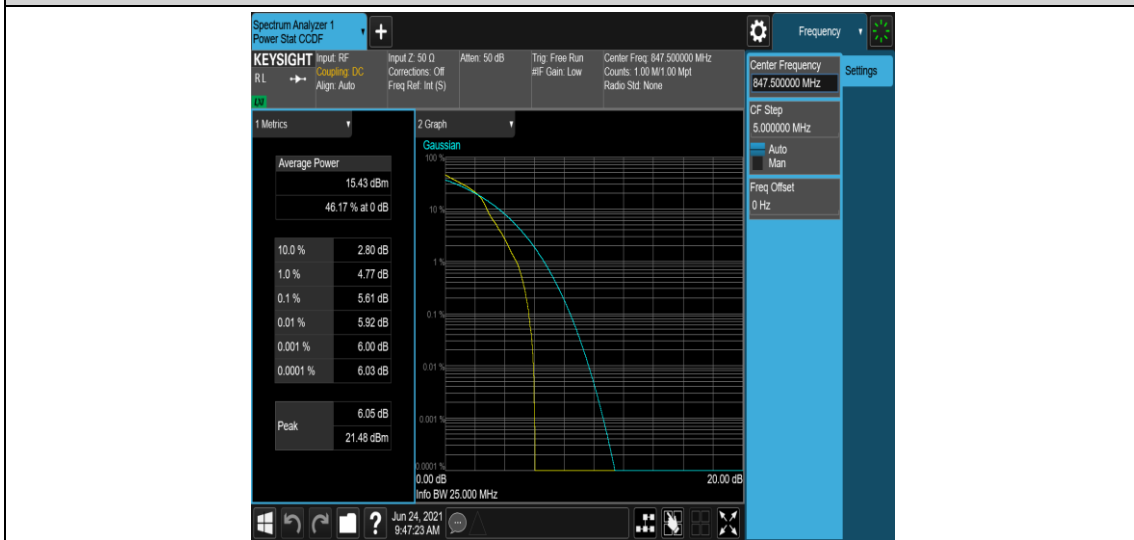 Spectrum Analyzer 1
Power Stat CCDF
+
Frequency
KEYSIGHT
RL
Input: RF
Coupling: DC
Align: Auto
Input Z: 50 Ω
Corrections: Off
Freq Ref: Int (S)
Atten: 50 dB
Trig: Free Run
#IF Gain: Low
Center Freq: 847.500000 MHz
Counts: 1.00 M/1.00 Mpt
Radio Std: None
Center Frequency
847.500000 MHz
Settings
CF Step
5.000000 MHz
Auto
Man
Freq Offset
0 Hz
1 Metrics
Average Power
15.43 dBm
46.17 % at 0 dB
10.0 % 2.80 dB
1.0 % 4.77 dB
0.1 % 5.61 dB
0.01 % 5.92 dB
0.001 % 6.00 dB
0.0001 % 6.03 dB
Peak
6.05 dB
21.48 dBm
2 Graph
Gaussian
100 %
10 %
1 %
0.1 %
0.01 %
0.001 %
0.0001 %
0.00 dB
20.00 dB
Info BW 25.000 MHz
?
Jun 24, 2021
9:47:23 AM